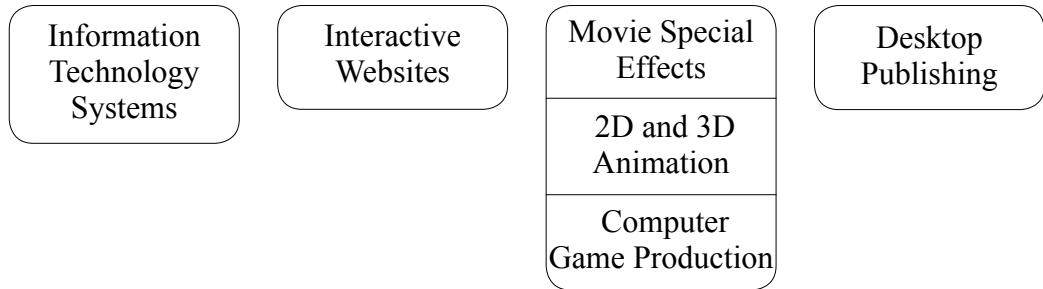 Information
Technology
Systems
Interactive
Websites
Movie Special
Effects
2D and 3D
Animation
Computer
Game Production
Desktop
Publishing